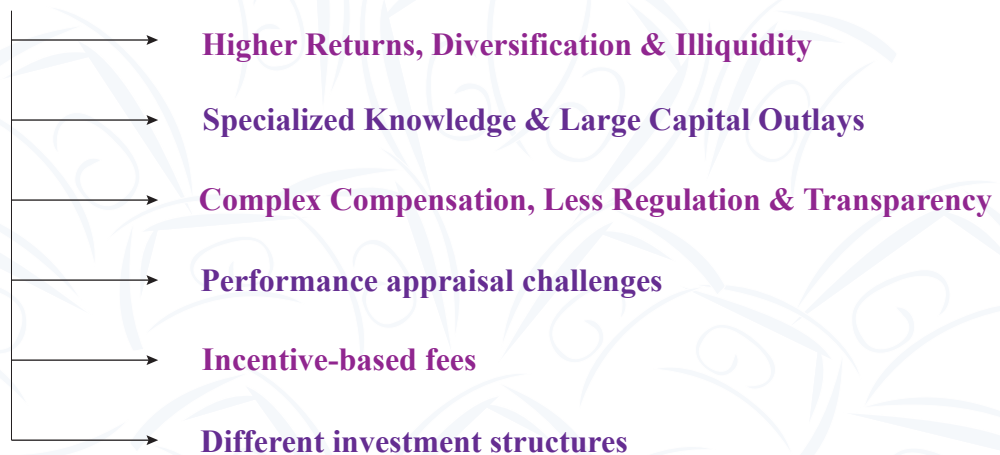 Higher Returns, Diversification & Illiquidity
Specialized Knowledge & Large Capital Outlays
Complex Compensation, Less Regulation & Transparency
Performance appraisal challenges
Incentive-based fees
Different investment structures